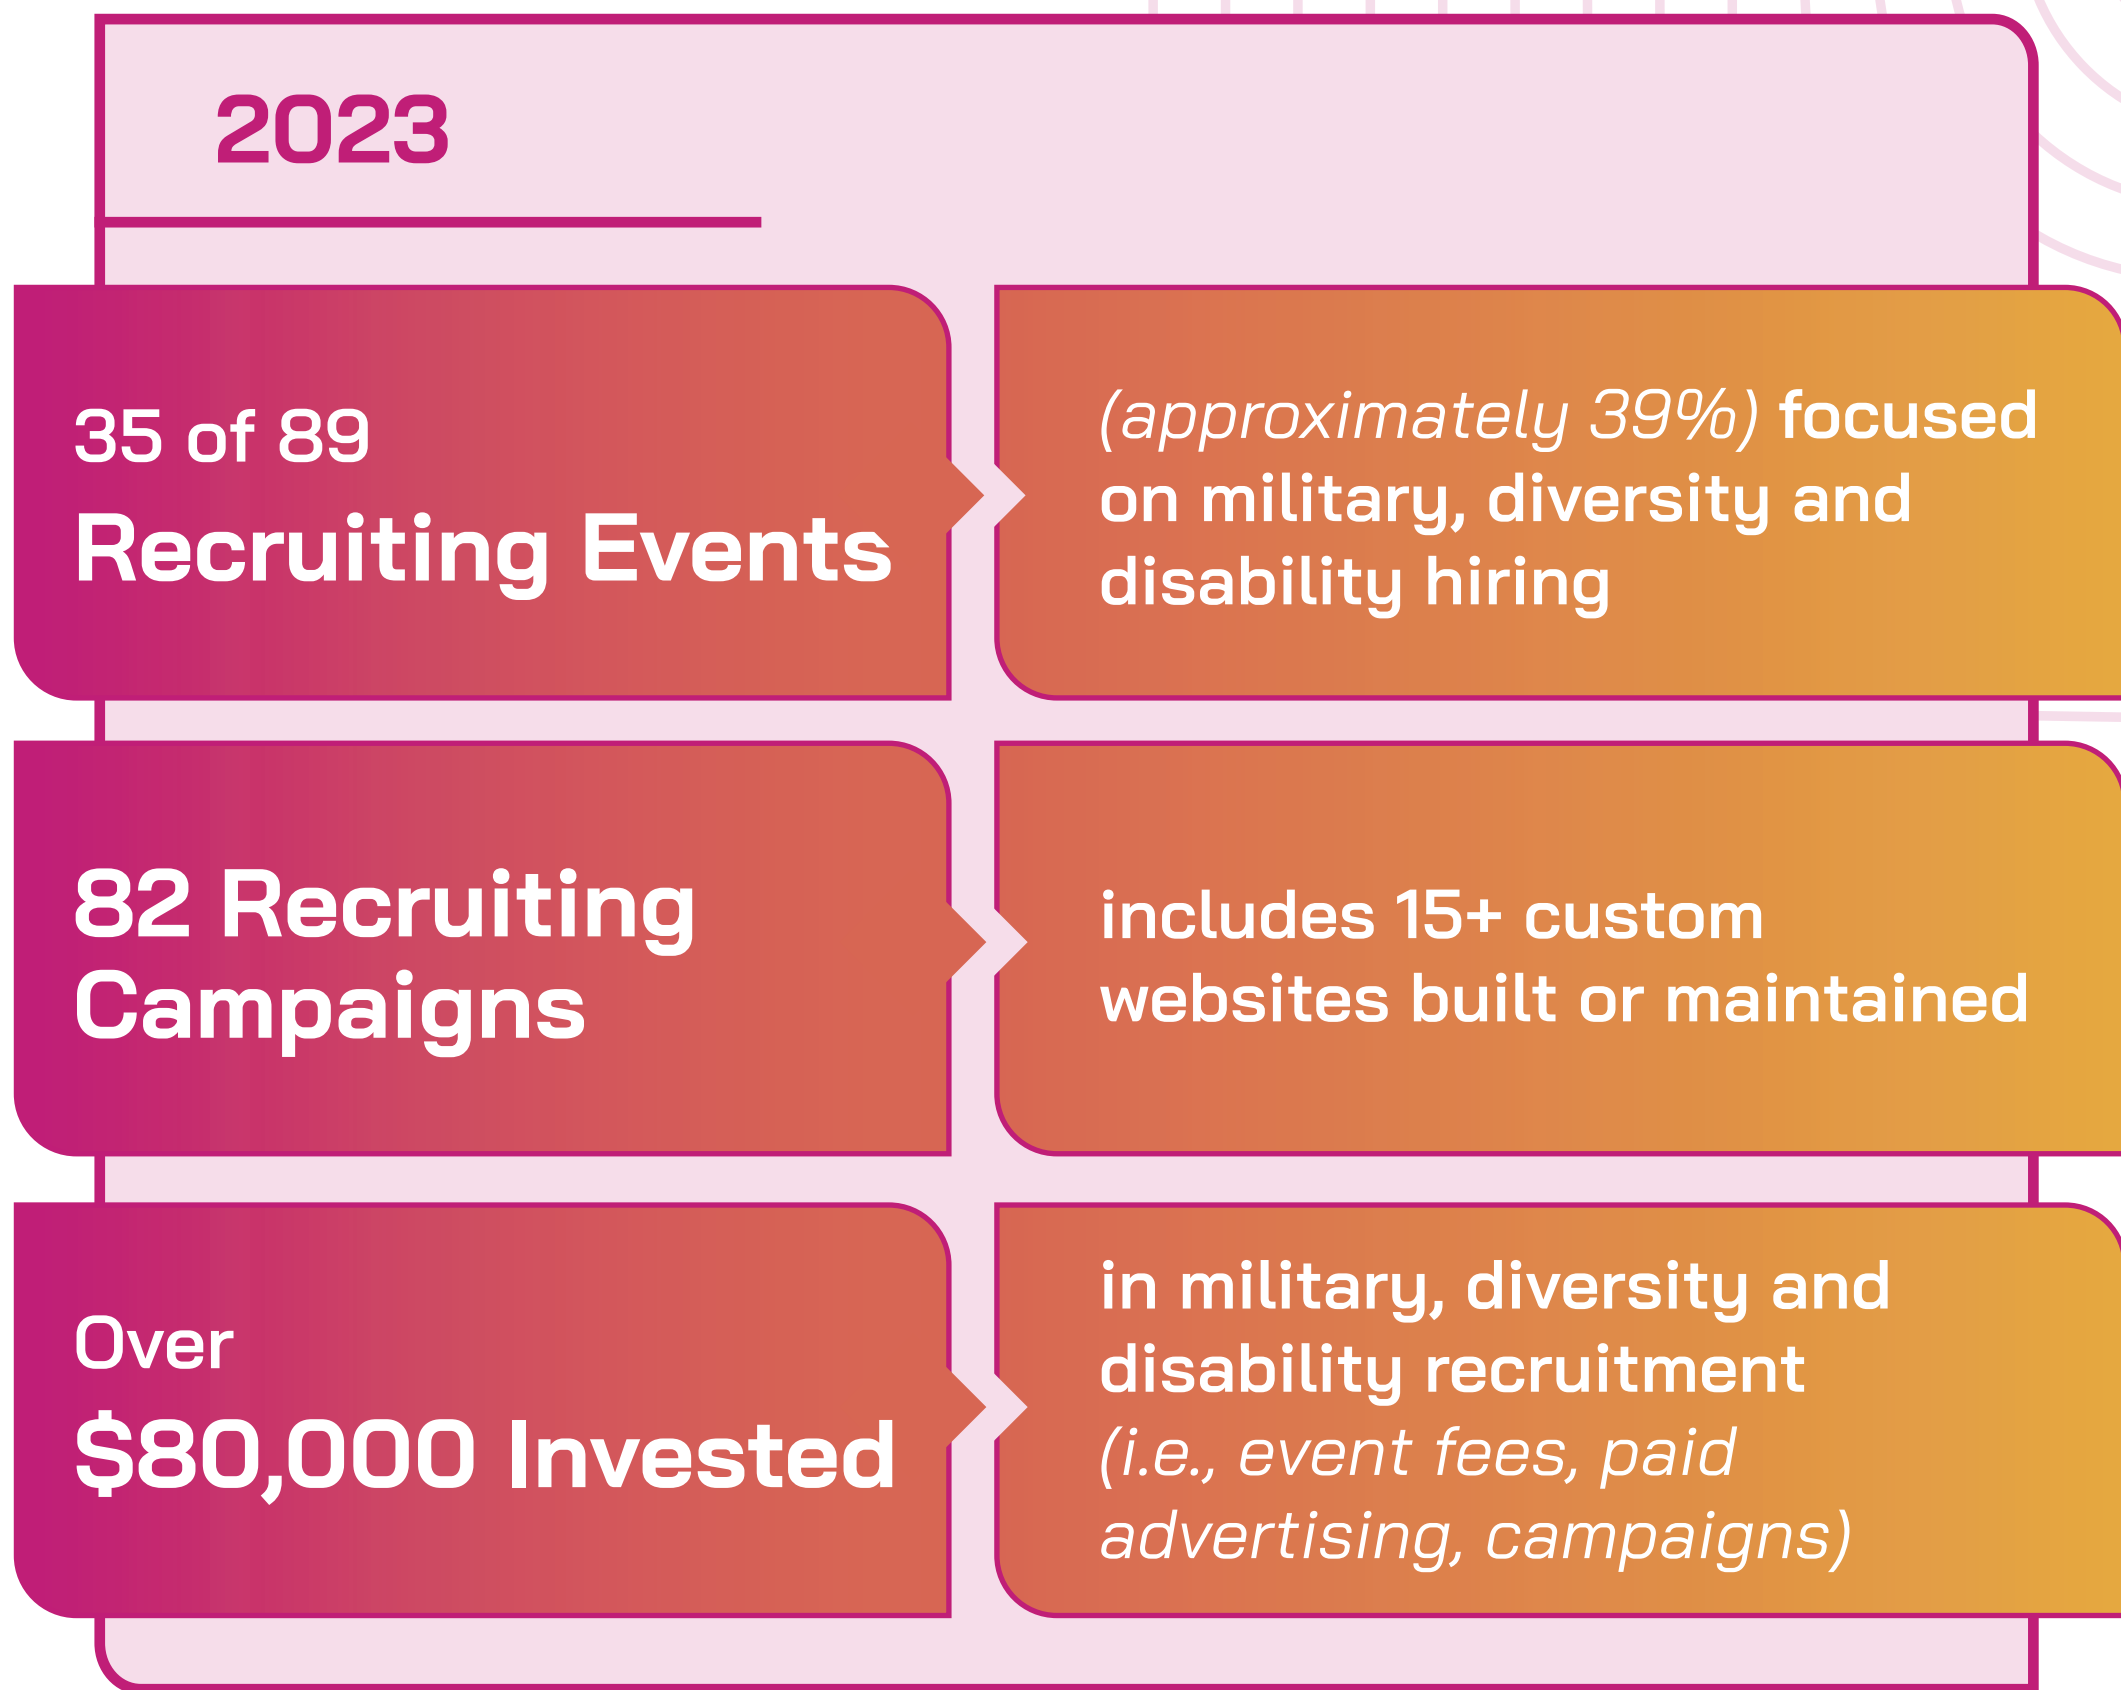 2023
35 of 89
Recruiting Events
(approximately 39%) focused
on military, diversity and
disability hiring
82 Recruiting
Campaigns
includes 15+ custom
websites built or maintained
Over
$80,000 Invested
in military, diversity and
disability recruitment
(i.e., event fees, paid
advertising, campaigns)